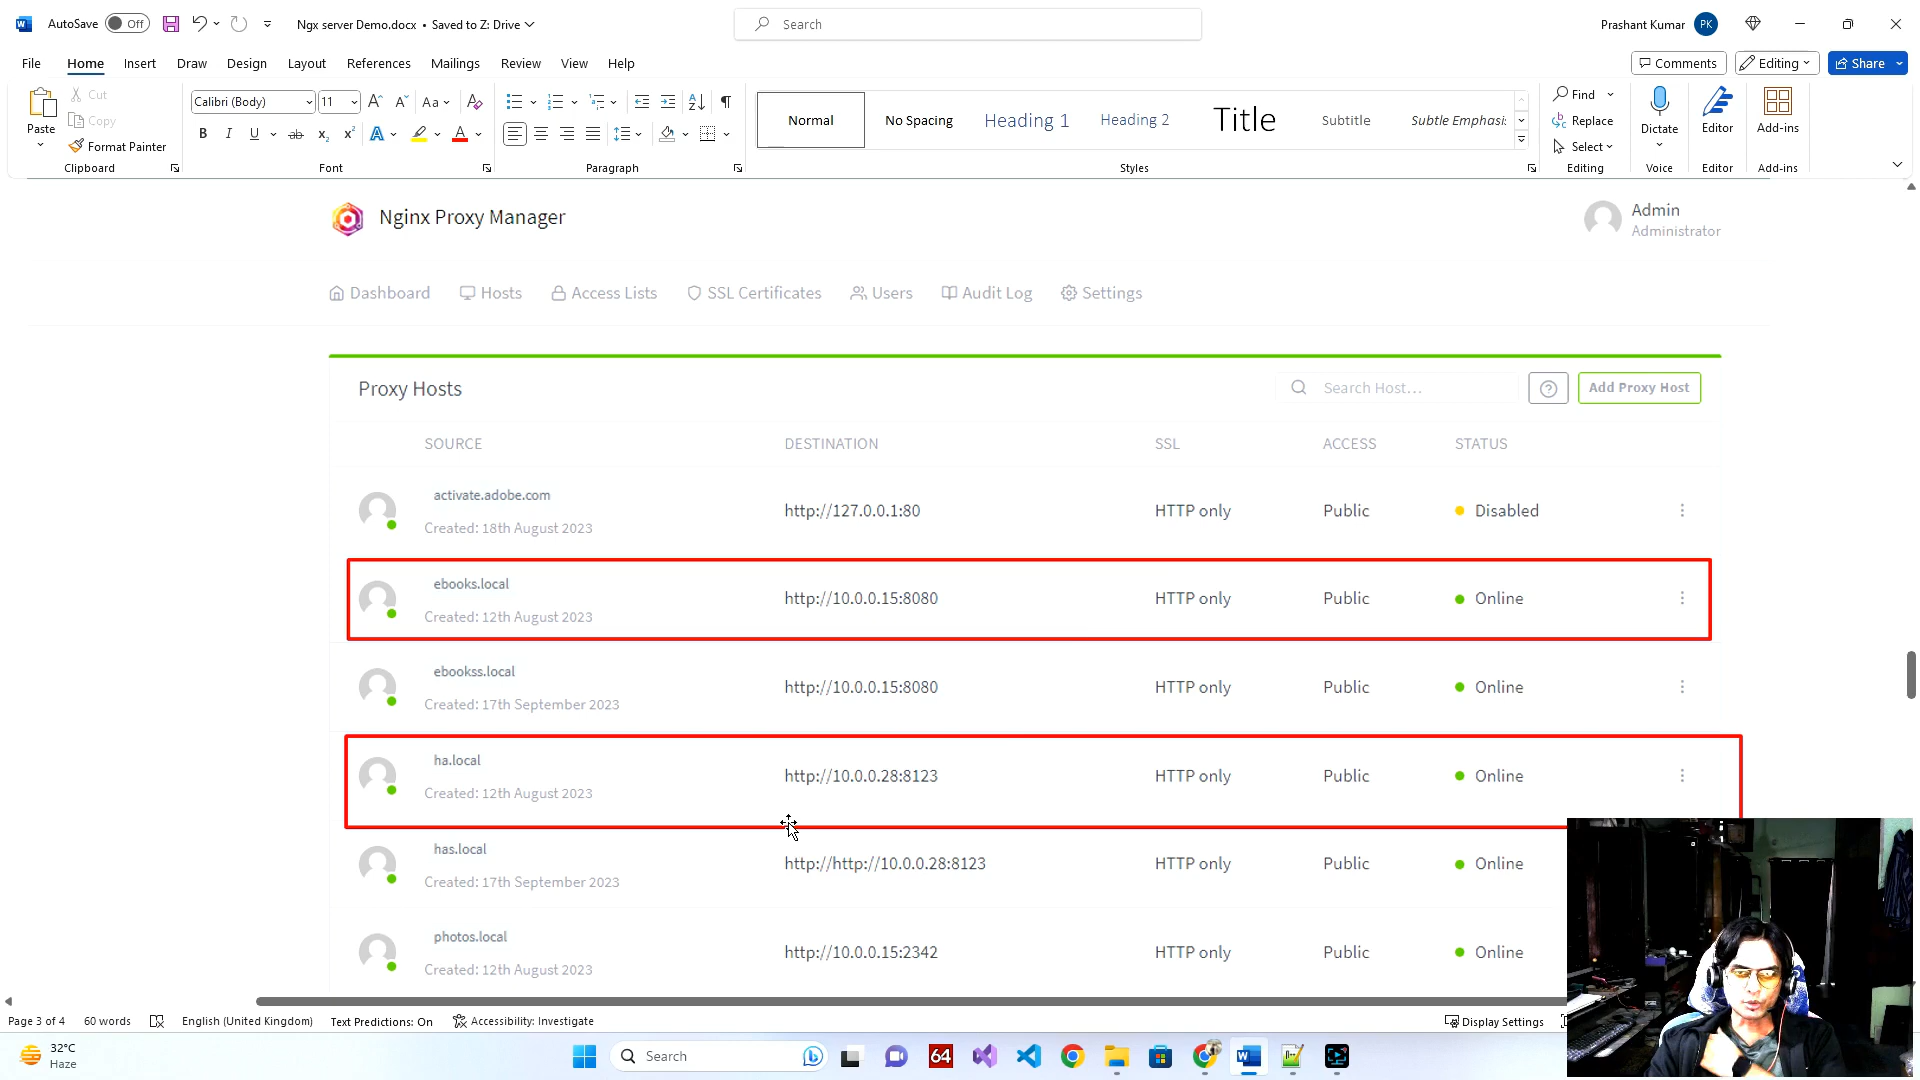 AutoSave Off Ngx server Demo.docx • Saved to Z: Drive Search Prashant Kumar PK
File Home Insert Draw Design Layout References Mailings Review View Help Comments Editing Share
Paste Cut Copy Format Painter Clipboard
Calibri (Body) 11 Font
Paragraph
Normal No Spacing Heading 1 Heading 2 Title Subtitle Subtle Emphasi: Styles
Find Replace Select Editing
Dictate Voice
Editor Editor
Add-ins Add-ins
Nginx Proxy Manager
Admin
Administrator
Dashboard Hosts Access Lists SSL Certificates Users Audit Log Settings
Proxy Hosts Search Host... Add Proxy Host
SOURCE DESTINATION SSL ACCESS STATUS
activate.adobe.com
Created: 18th August 2023 http://127.0.0.1:80 HTTP only Public Disabled
ebooks.local
Created: 12th August 2023 http://10.0.0.15:8080 HTTP only Public Online
ebookss.local
Created: 17th September 2023 http://10.0.0.15:8080 HTTP only Public Online
ha.local
Created: 12th August 2023 http://10.0.0.28:8123 HTTP only Public Online
has.local
Created: 17th September 2023 http://http://10.0.0.28:8123 HTTP only Public Online
photos.local
Created: 12th August 2023 http://10.0.0.15:2342 HTTP only Public Online
Page 3 of 4 60 words English (United Kingdom) Text Predictions: On Accessibility: Investigate Display Settings
32°C
Haze
Search
64